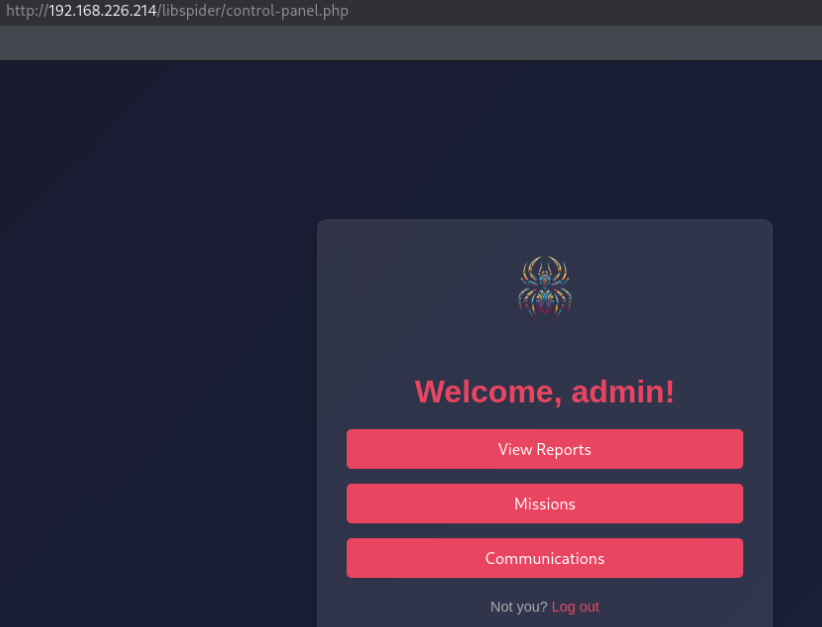 http://192.168.226.214/libspider/control-panel.php
Welcome, admin!
View Reports
Missions
Communications
Not you? Log out